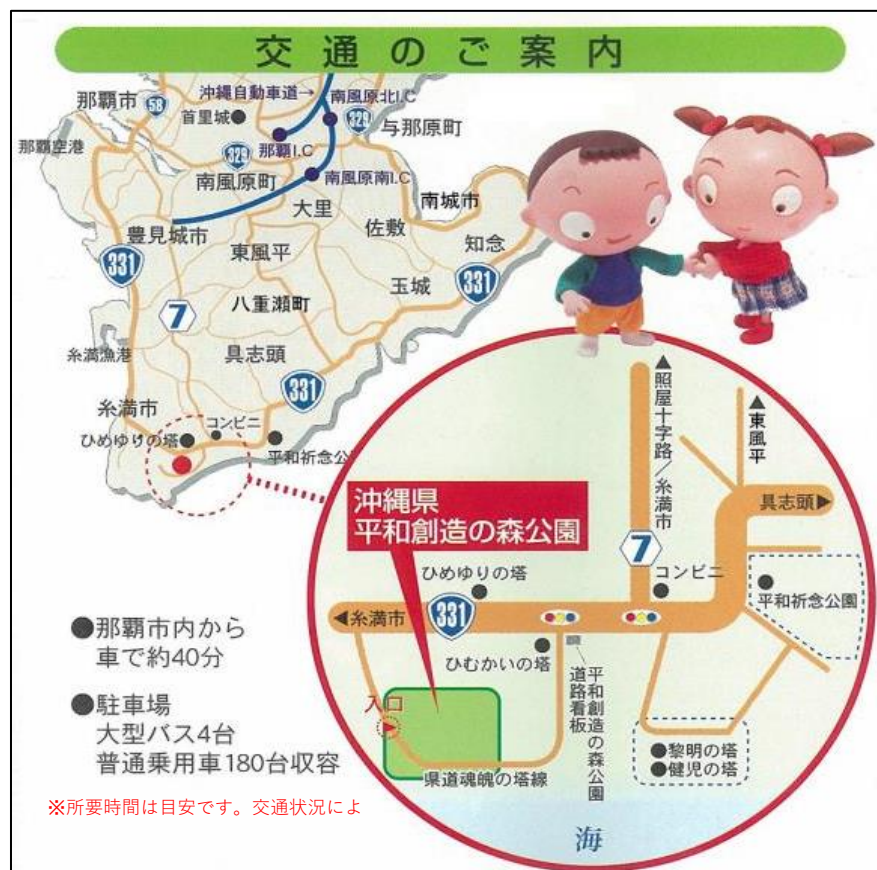 交通のご案内
沖縄自動車道→
南風原北I.C
那覇市
58
首里城
329
与那原町
那覇空港
那覇I.C
329
南風原町
南風原南I.C
南城市
大里
佐敷
豊見城市
東風平
知念
331
玉城
331
7
八重瀬町
糸満漁港
具志頭
331
糸満市
コンビニ
ひめゆりの塔
平和祈念公
沖縄県
平和創造の森公園
▲照屋十字路/糸満市
▲東風平
具志頭▶
7
コンビニ
ひめゆりの塔
平和祈念公園
◀糸満市
331
ひむかいの塔
平和創造の森公園
道路看板
入口
県道魂魄の塔線
●黎明の塔
●健児の塔
海
●那覇市内から
車で約40分
●駐車場
大型バス4台
普通乗用車180台収容
※所要時間は目安です。交通状況によ